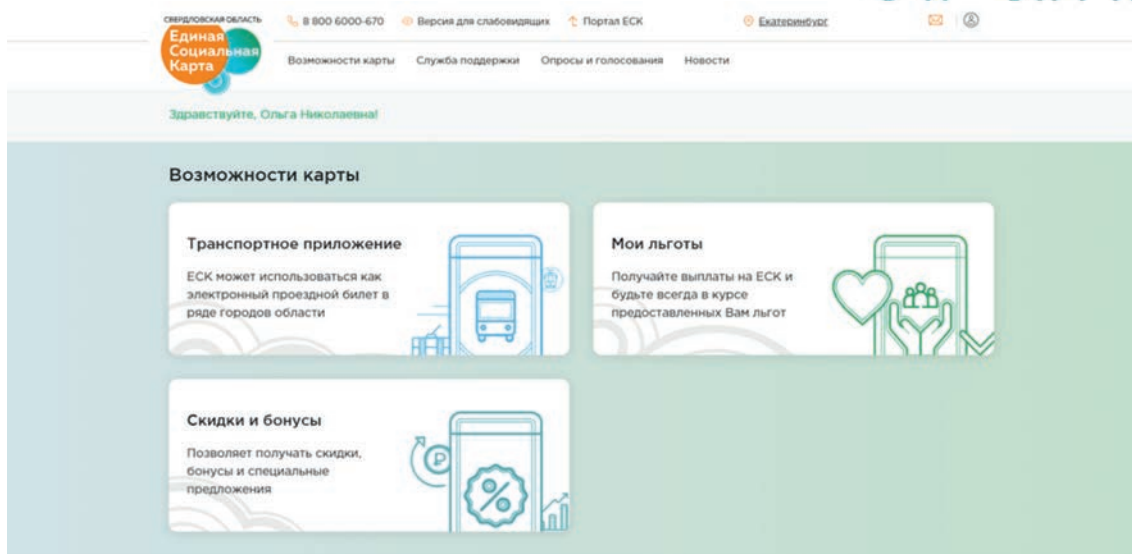 СВЕРДЛОВСКАЯ ОБЛАСТЬ
Единая
Социальная
Карта
8 800 6000-670
Версия для слабовидящих
Портал ЕСК
Екатеринбург
Возможности карты
Служба поддержки
Опросы и голосования
Новости
Здравствуйте, Ольга Николаевна!
Возможности карты
Транспортное приложение
ЕСК может использоваться как
электронный проездной билет в
ряде городов области
Мои льготы
Получайте выплаты на ЕСК и
будьте всегда в курсе
предоставленных Вам льгот
Скидки и бонусы
Позволяет получать скидки,
бонусы и специальные
предложения